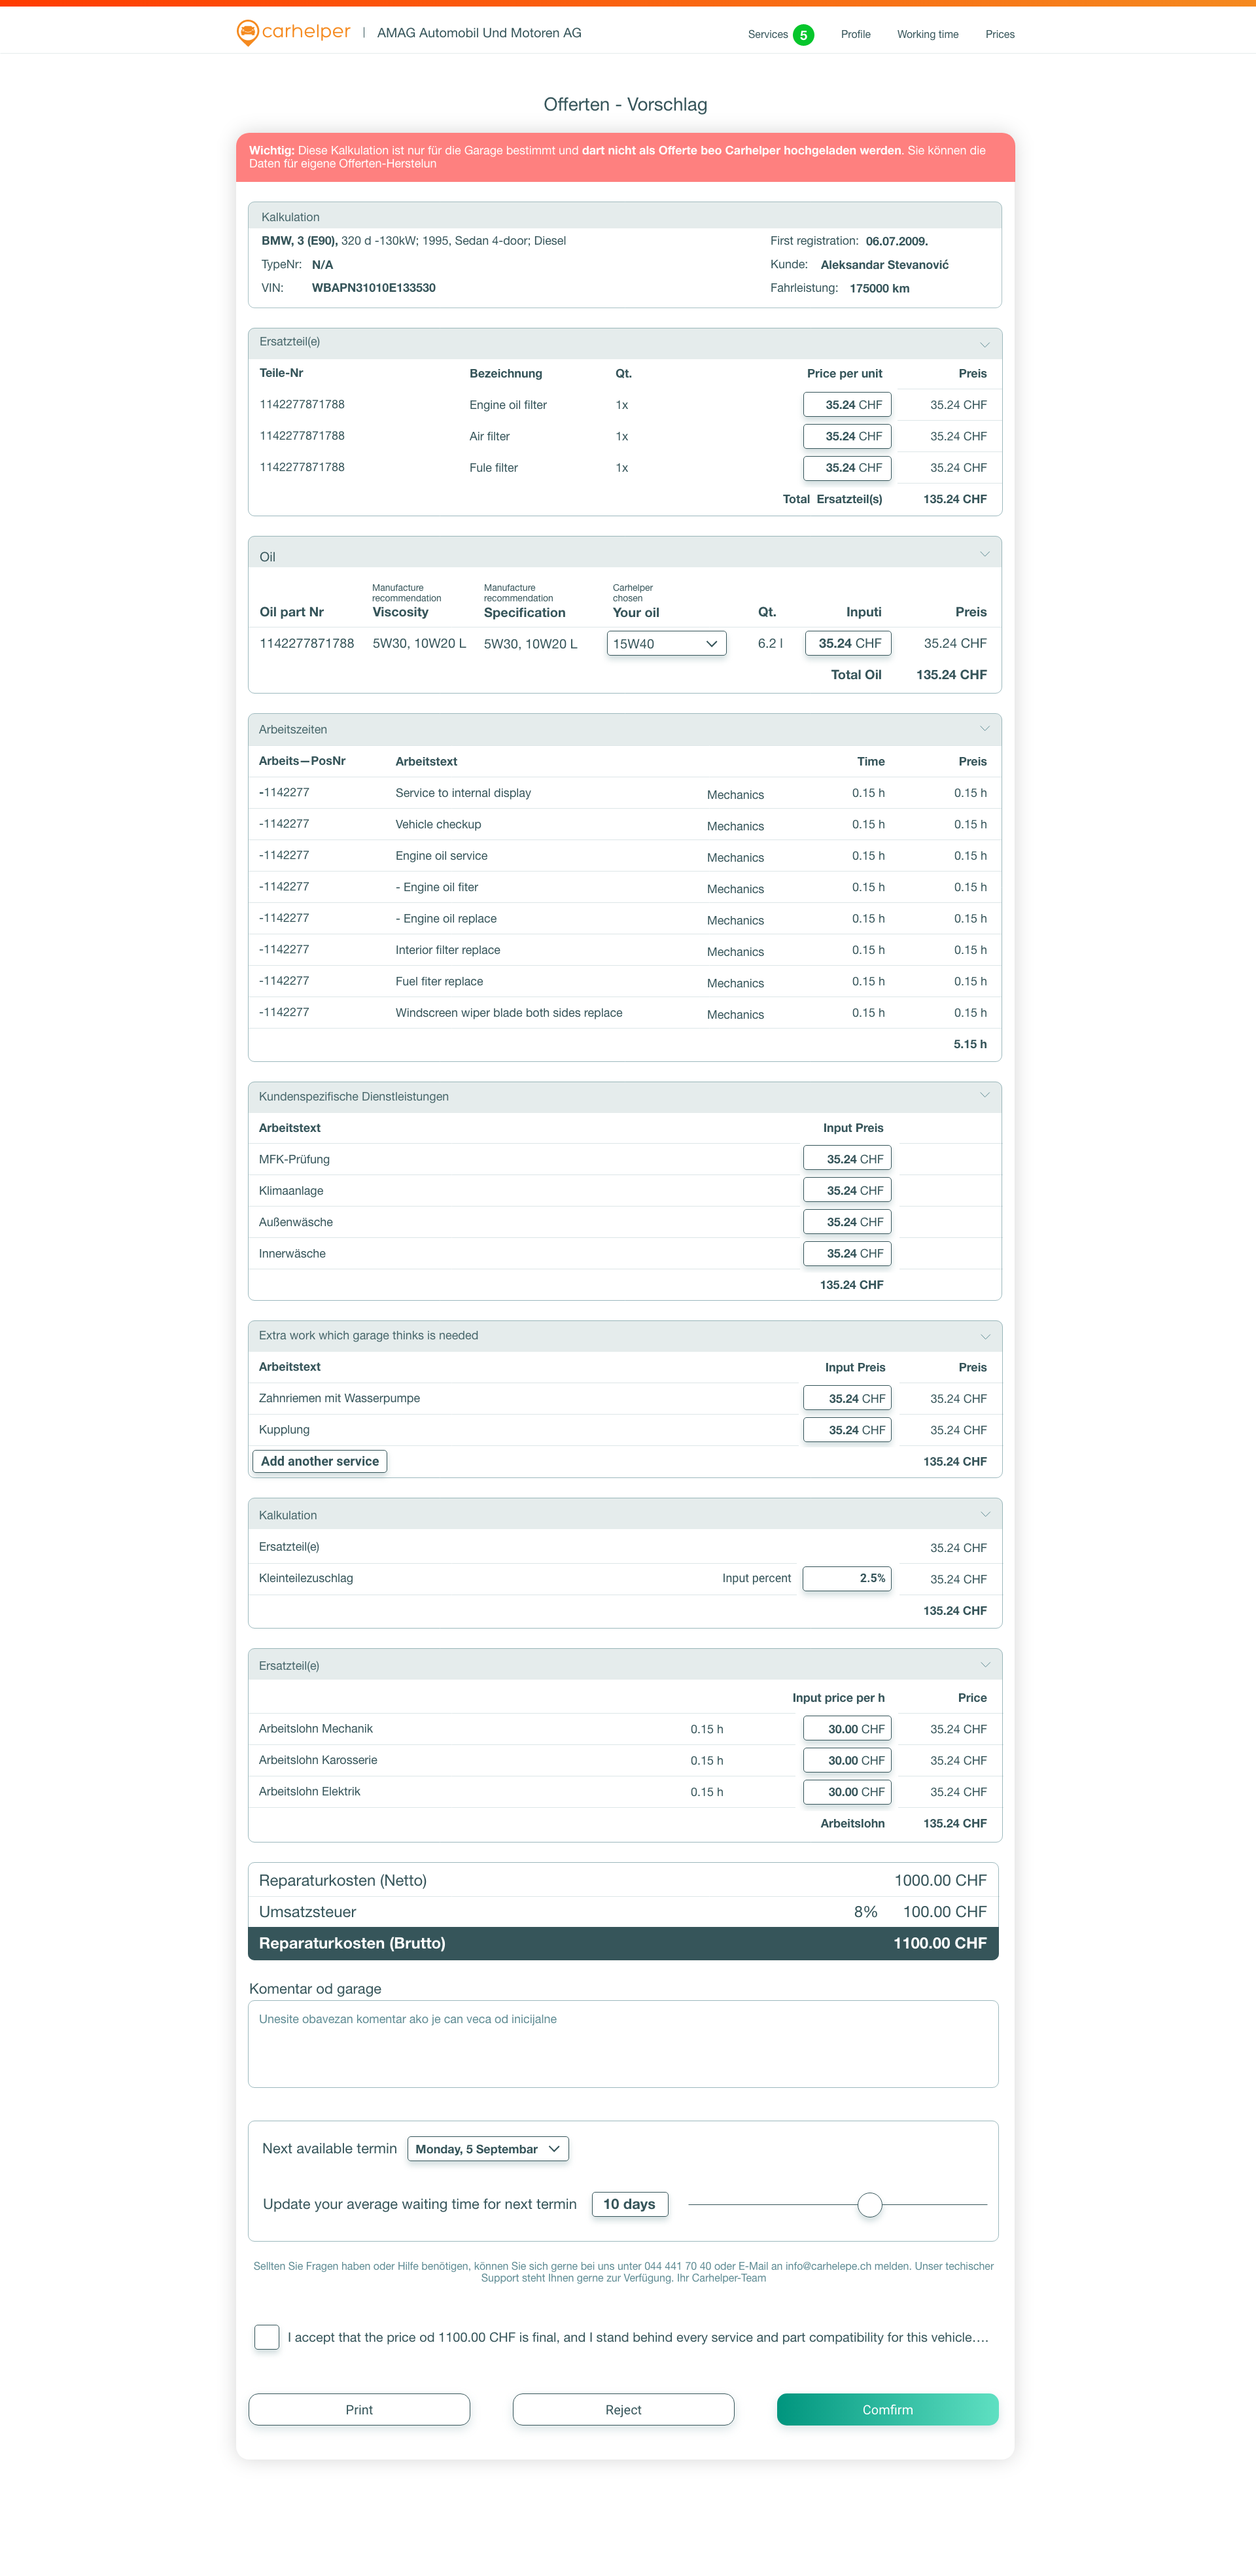 carhelper | AMAG Automobil Und Motoren AG Services 5 Profile Working time Prices
Offerten - Vorschlag
Wichtig: Diese Kalkulation ist nur für die Garage bestimmt und dart nicht als Offerte beo Carhelper hochgeladen werden. Sie können die
Daten für eigene Offerten-Herstelun
Kalkulation
BMW, 3 (E90), 320 d -130kW; 1995, Sedan 4-door; Diesel First registration: 06.07.2009.
TypeNr: N/A Kunde: Aleksandar Stevanović
VIN: WBAPN31010E133530 Fahrleistung: 175000 km
Ersatzteil(e)
Teile-Nr Bezeichnung Qt. Price per unit Preis
1142277871788 Engine oil filter 1x 35.24 CHF 35.24 CHF
1142277871788 Air filter 1x 35.24 CHF 35.24 CHF
1142277871788 Fule filter 1x 35.24 CHF 35.24 CHF
Total Ersatzteil(s) 135.24 CHF
Oil
Manufacture Manufacture Carhelper
recommendation recommendation chosen
Oil part Nr Viscosity Specification Your oil Qt. Inputi Preis
1142277871788 5W30, 10W20 L 5W30, 10W20 L 15W40 6.2 l 35.24 CHF 35.24 CHF
Total Oil 135.24 CHF
Arbeitszeiten
Arbeits—PosNr Arbeitstext Time Preis
-1142277 Service to internal display Mechanics 0.15 h 0.15 h
-1142277 Vehicle checkup Mechanics 0.15 h 0.15 h
-1142277 Engine oil service Mechanics 0.15 h 0.15 h
-1142277 - Engine oil fiter Mechanics 0.15 h 0.15 h
-1142277 - Engine oil replace Mechanics 0.15 h 0.15 h
-1142277 Interior filter replace Mechanics 0.15 h 0.15 h
-1142277 Fuel fiter replace Mechanics 0.15 h 0.15 h
-1142277 Windscreen wiper blade both sides replace Mechanics 0.15 h 0.15 h
5.15 h
Kundenspezifische Dienstleistungen
Arbeitstext Input Preis
MFK-Prüfung 35.24 CHF
Klimaanlage 35.24 CHF
Außenwäsche 35.24 CHF
Innerwäsche 35.24 CHF
135.24 CHF
Extra work which garage thinks is needed
Arbeitstext Input Preis Preis
Zahnriemen mit Wasserpumpe 35.24 CHF 35.24 CHF
Kupplung 35.24 CHF 35.24 CHF
Add another service 135.24 CHF
Kalkulation
Ersatzteil(e) 35.24 CHF
Kleinteilezuschlag Input percent 2.5% 35.24 CHF
135.24 CHF
Ersatzteil(e)
Input price per h Price
Arbeitslohn Mechanik 0.15 h 30.00 CHF 35.24 CHF
Arbeitslohn Karosserie 0.15 h 30.00 CHF 35.24 CHF
Arbeitslohn Elektrik 0.15 h 30.00 CHF 35.24 CHF
Arbeitslohn 135.24 CHF
Reparaturkosten (Netto) 1000.00 CHF
Umsatzsteuer 8% 100.00 CHF
Reparaturkosten (Brutto) 1100.00 CHF
Komentar od garage
Unesite obavezan komentar ako je can veca od inicijalne
Next available termin Monday, 5 Septembar
Update your average waiting time for next termin 10 days
Sellten Sie Fragen haben oder Hilfe benötigen, können Sie sich gerne bei uns unter 044 441 70 40 oder E-Mail an info@carhelepe.ch melden. Unser techischer
Support steht Ihnen gerne zur Verfügung. Ihr Carhelper-Team
I accept that the price od 1100.00 CHF is final, and I stand behind every service and part compatibility for this vehicle….
Print Reject Comfirm